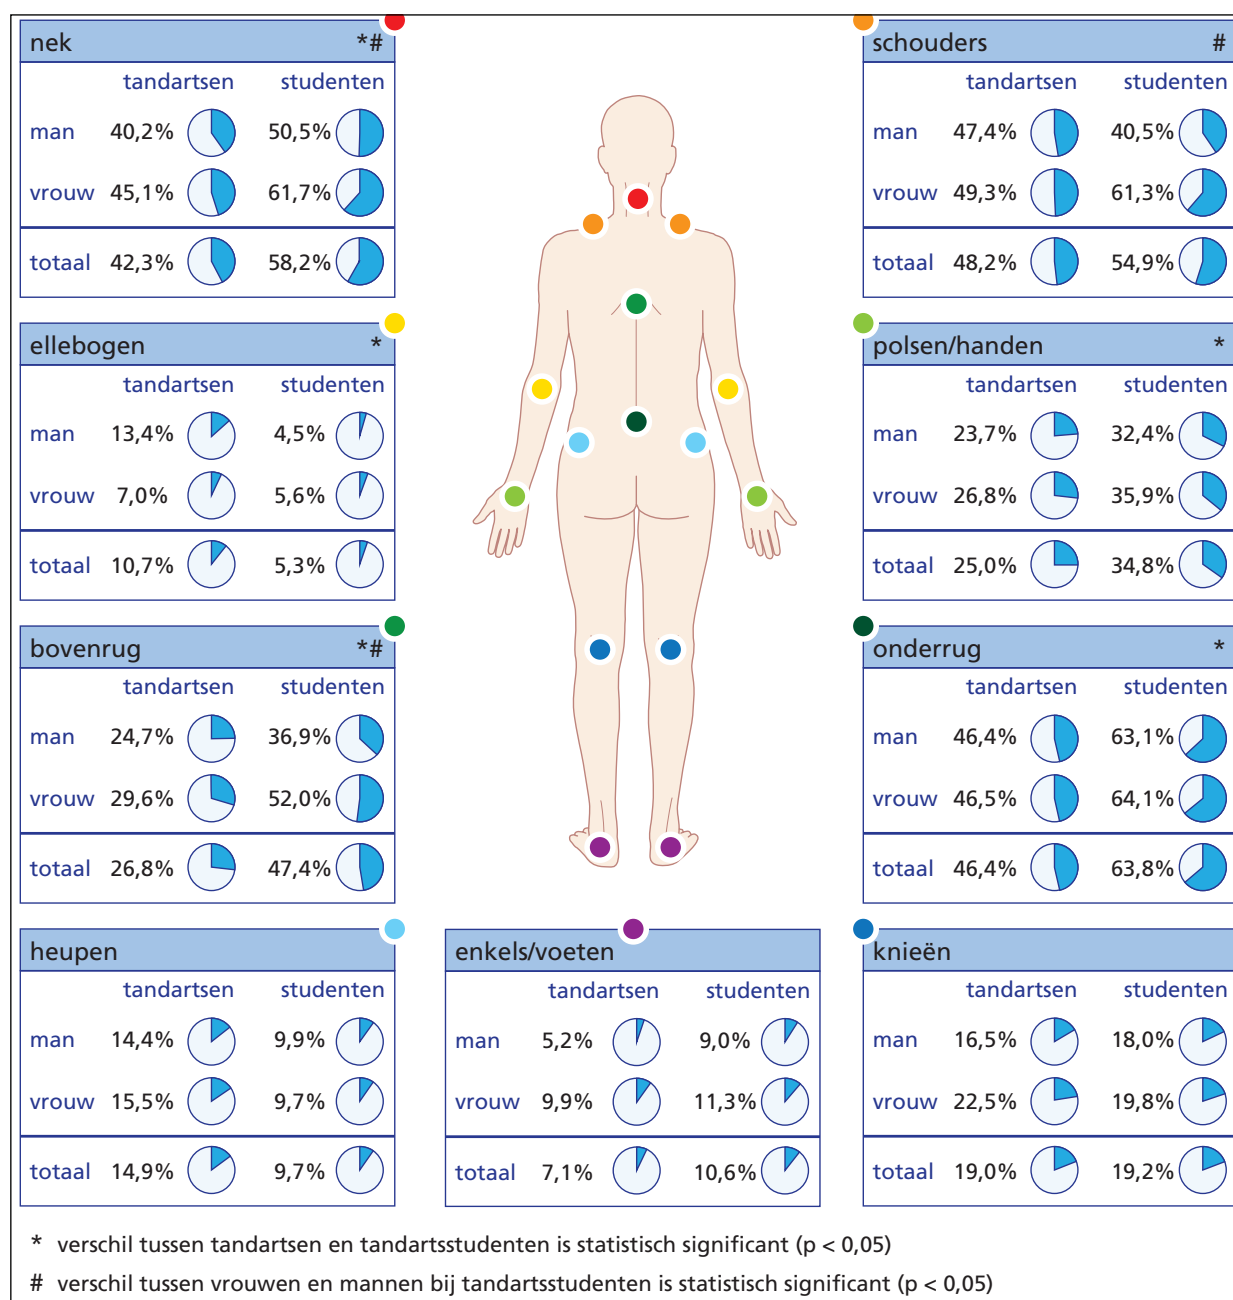 nek *#
tandartsen studenten
man 40,2% 50,5%
vrouw 45,1% 61,7%
totaal 42,3% 58,2%
schouders #
tandartsen studenten
man 47,4% 40,5%
vrouw 49,3% 61,3%
totaal 48,2% 54,9%
ellebogen *
tandartsen studenten
man 13,4% 4,5%
vrouw 7,0% 5,6%
totaal 10,7% 5,3%
polsen/handen *
tandartsen studenten
man 23,7% 32,4%
vrouw 26,8% 35,9%
totaal 25,0% 34,8%
bovenrug *#
tandartsen studenten
man 24,7% 36,9%
vrouw 29,6% 52,0%
totaal 26,8% 47,4%
onderrug *
tandartsen studenten
man 46,4% 63,1%
vrouw 46,5% 64,1%
totaal 46,4% 63,8%
heupen
tandartsen studenten
man 14,4% 9,9%
vrouw 15,5% 9,7%
totaal 14,9% 9,7%
enkels/voeten
tandartsen studenten
man 5,2% 9,0%
vrouw 9,9% 11,3%
totaal 7,1% 10,6%
knieën
tandartsen studenten
man 16,5% 18,0%
vrouw 22,5% 19,8%
totaal 19,0% 19,2%
* verschil tussen tandartsen en tandartsstudenten is statistisch significant (p < 0,05)
# verschil tussen vrouwen en mannen bij tandartsstudenten is statistisch significant (p < 0,05)